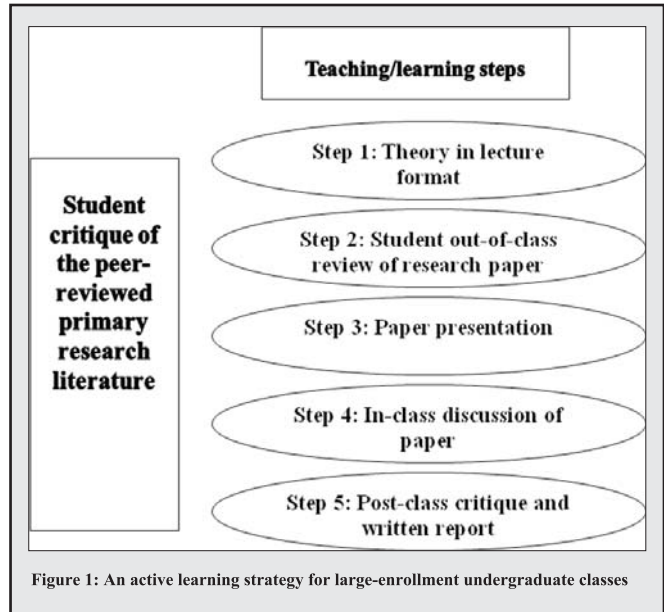 Teaching/learning steps
Student
critique of
the peer-
reviewed
primary
research
literature
Step 1: Theory in lecture
format
Step 2: Student out-of-class
review of research paper
Step 3: Paper presentation
Step 4: In-class discussion of
paper
Step 5: Post-class critique and
written report
Figure 1: An active learning strategy for large-enrollment undergraduate classes